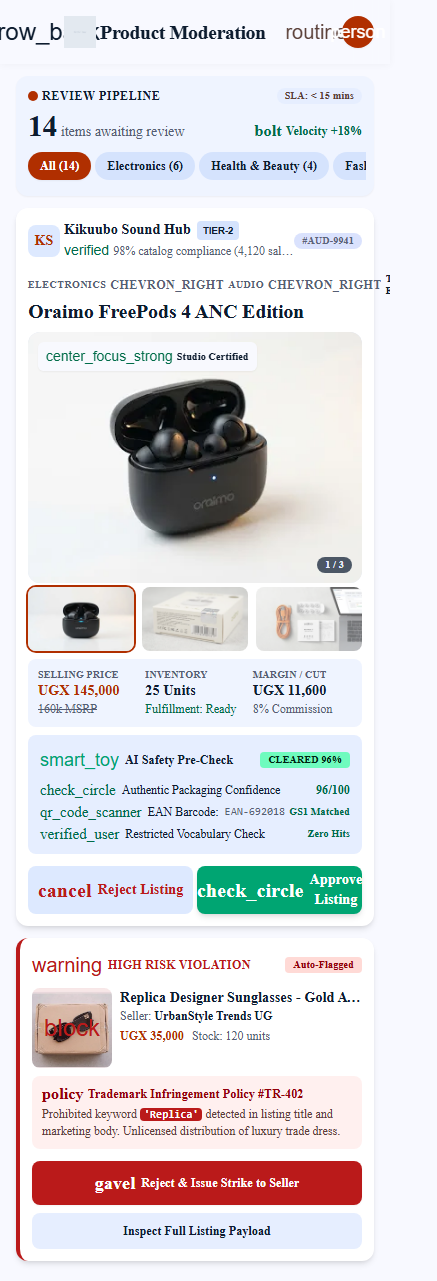 row_b Product Moderation routin person
REVIEW PIPELINE SLA: < 15 mins
14 items awaiting review bolt Velocity +18%
All (14) Electronics (6) Health & Beauty (4) Fasl
KS Kikuubo Sound Hub TIER-2
verified 98% catalog compliance (4,120 sal... #AUD-9941
ELECTRONICS CHEVRON_RIGHT AUDIO CHEVRON_RIGHT
Oraimo FreePods 4 ANC Edition
center_focus_strong Studio Certified
oraimo
1 / 3
SELLING PRICE INVENTORY MARGIN / CUT
UGX 145,000 25 Units UGX 11,600
160k MSRP Fulfillment: Ready 8% Commission
smart_toy AI Safety Pre-Check CLEARED 96%
check_circle Authentic Packaging Confidence 96/100
qr_code_scanner EAN Barcode: EAN-692018 GS1 Matched
verified_user Restricted Vocabulary Check Zero Hits
cancel Reject Listing check_circle Approve
Listing
warning HIGH RISK VIOLATION Auto-Flagged
block Replica Designer Sunglasses - Gold A...
Seller: UrbanStyle Trends UG
UGX 35,000 Stock: 120 units
policy Trademark Infringement Policy #TR-402
Prohibited keyword 'Replica' detected in listing title and
marketing body. Unlicensed distribution of luxury trade dress.
gavel Reject & Issue Strike to Seller
Inspect Full Listing Payload